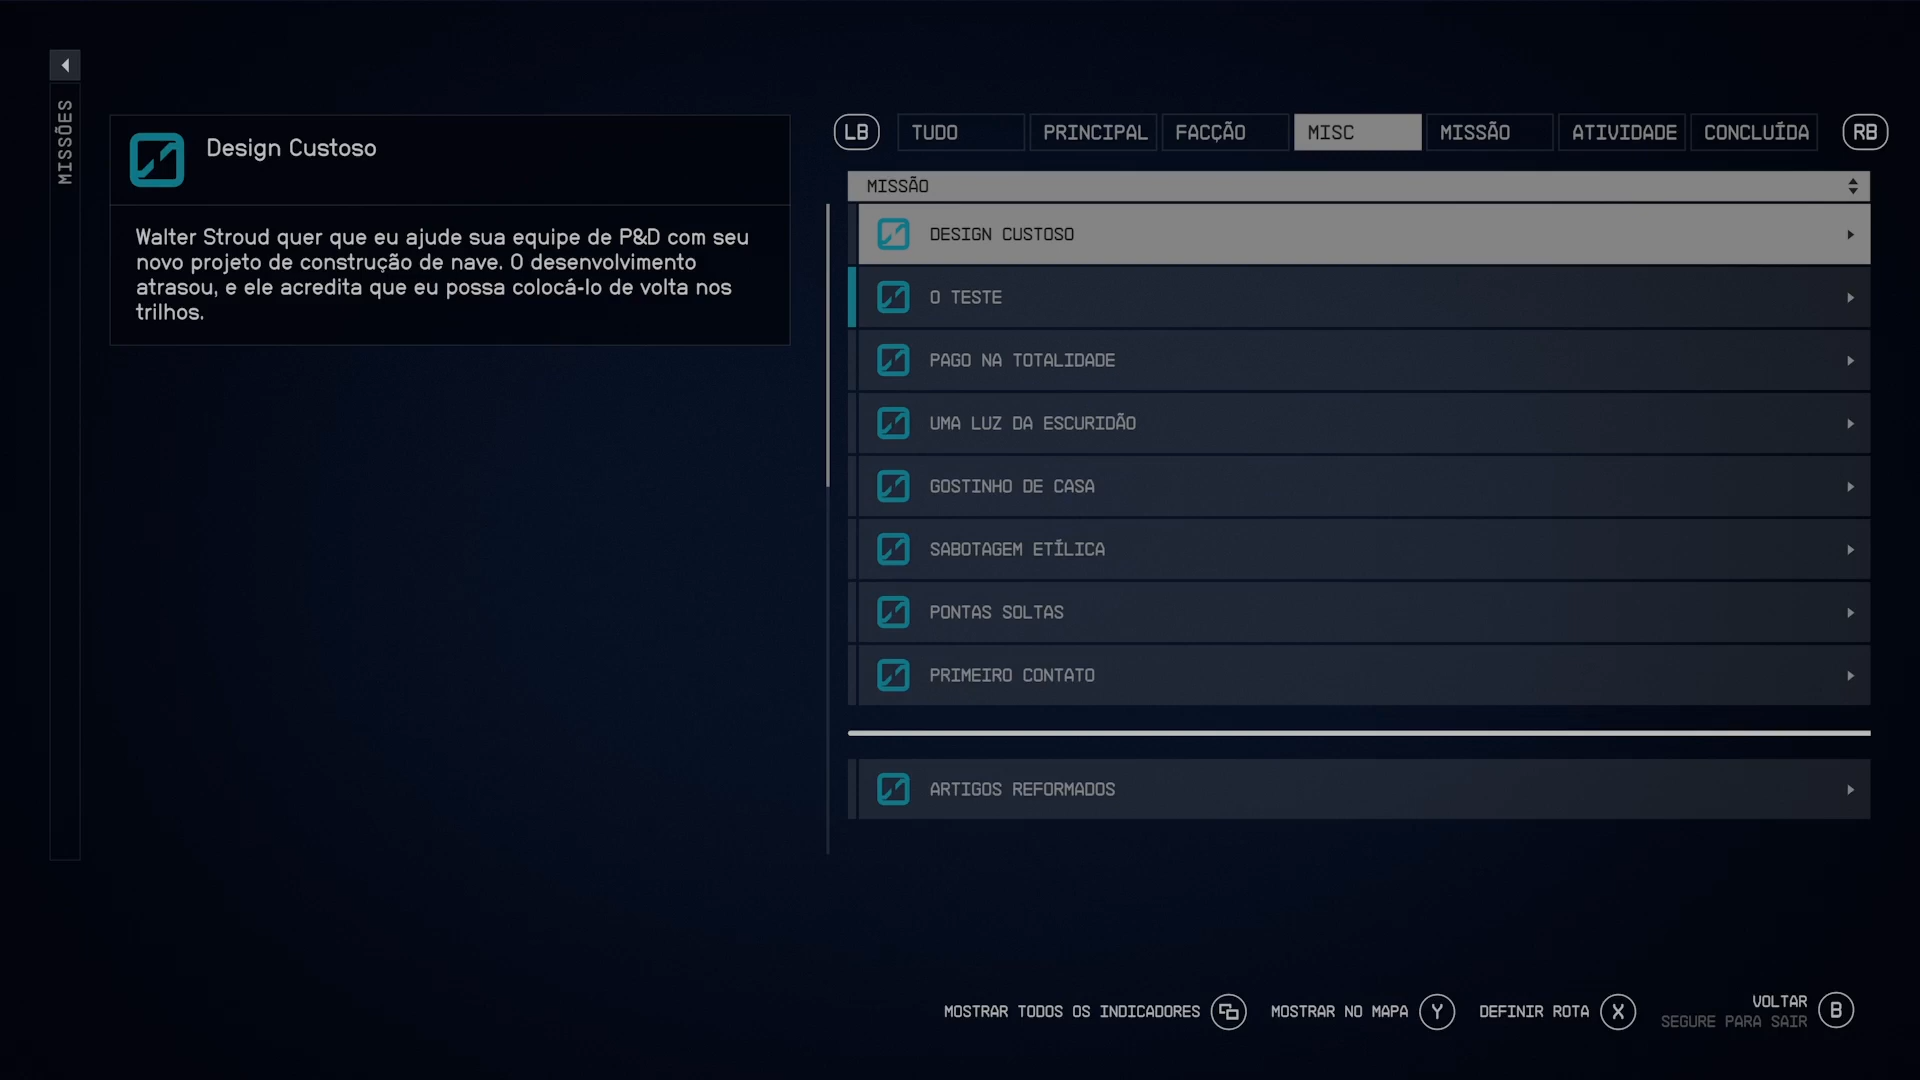 MISSÕES
Design Custoso
Walter Stroud quer que eu ajude sua equipe de P&D com seu
novo projeto de construção de nave. O desenvolvimento
atrasou, e ele acredita que eu possa colocá-lo de volta nos
trilhos.
LB TUDO PRINCIPAL FACÇÃO MISC MISSÃO ATIVIDADE CONCLUÍDA RB
MISSÃO
DESIGN CUSTOSO
O TESTE
PAGO NA TOTALIDADE
UMA LUZ DA ESCURIDÃO
GOSTINHO DE CASA
SABOTAGEM ETÍLICA
PONTAS SOLTAS
PRIMEIRO CONTATO
ARTIGOS REFORMADOS
MOSTRAR TODOS OS INDICADORES MOSTRAR NO MAPA Y DEFINIR ROTA X VOLTAR B
SEGURE PARA SAIR